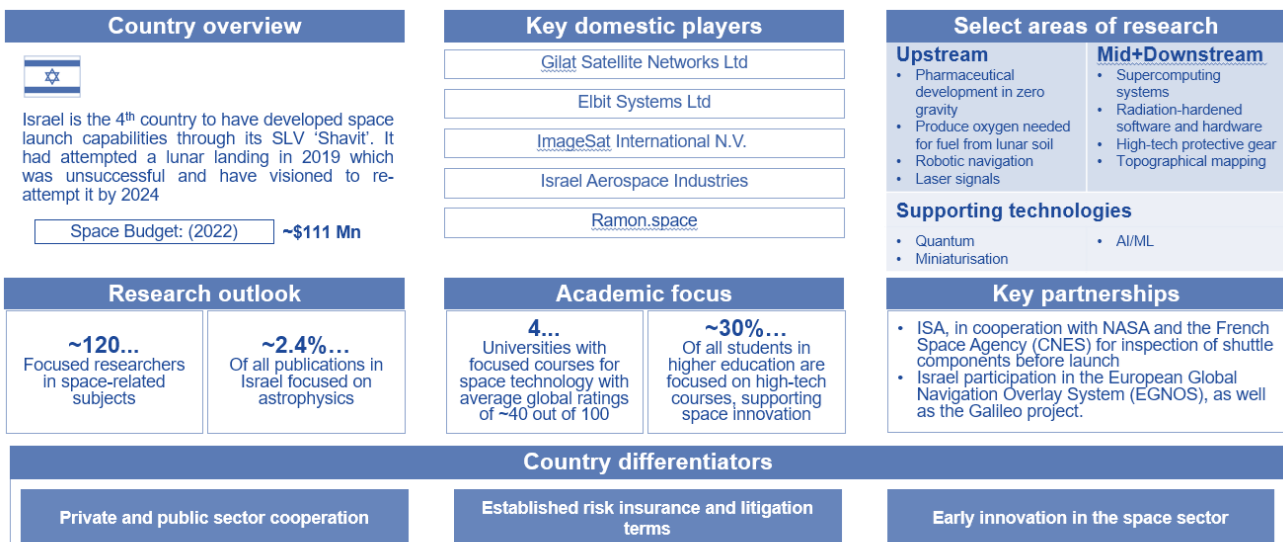 Country overview
Israel is the 4th country to have developed space
launch capabilities through its SLV ‘Shavit’. It
had attempted a lunar landing in 2019 which
was unsuccessful and have visioned to re-
attempt it by 2024
Space Budget: (2022)
~$111 Mn
Key domestic players
Gilat Satellite Networks Ltd
Elbit Systems Ltd
ImageSat International N.V.
Israel Aerospace Industries
Ramon.space
Select areas of research
Upstream
• Pharmaceutical
development in zero
gravity
• Produce oxygen needed
for fuel from lunar soil
• Robotic navigation
• Laser signals
Mid+Downstream
• Supercomputing
systems
• Radiation-hardened
software and hardware
• High-tech protective gear
• Topographical mapping
Supporting technologies
• Quantum
• Miniaturisation
• AI/ML
Research outlook
~120...
Focused researchers
in space-related
subjects
~2.4%…
Of all publications in
Israel focused on
astrophysics
Academic focus
4...
Universities with
focused courses for
space technology with
average global ratings
of ~40 out of 100
~30%…
Of all students in
higher education are
focused on high-tech
courses, supporting
space innovation
Key partnerships
• ISA, in cooperation with NASA and the French
Space Agency (CNES) for inspection of shuttle
components before launch
• Israel participation in the European Global
Navigation Overlay System (EGNOS), as well
as the Galileo project.
Country differentiators
Private and public sector cooperation
Established risk insurance and litigation
terms
Early innovation in the space sector